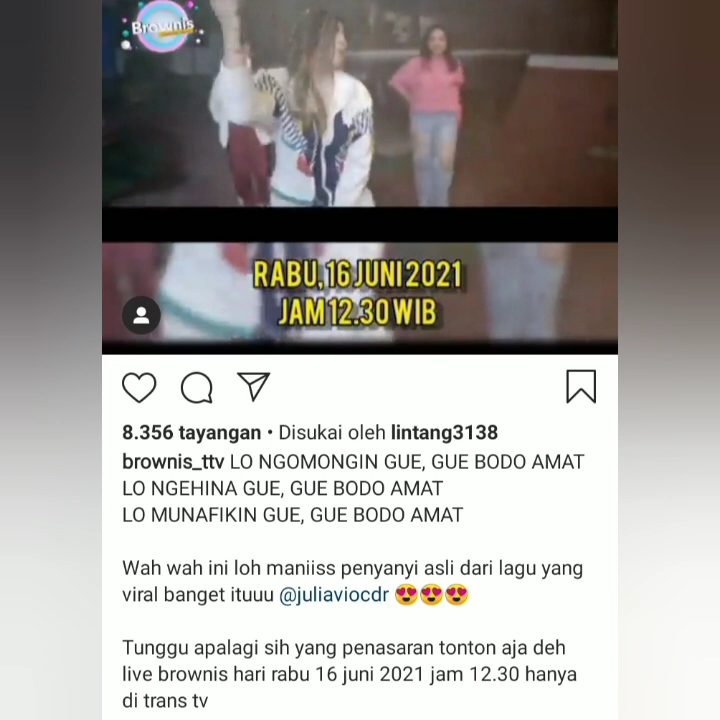 Brownis
RABU, 16 JUNI 2021
JAM 12.30 WIB
8.356 tayangan • Disukai oleh lintang3138
brownis_ttv LO NGOMONGIN GUE, GUE BODO AMAT
LO NGEHINA GUE, GUE BODO AMAT
LO MUNAFIKIN GUE, GUE BODO AMAT
Wah wah ini loh maniiss penyanyi asli dari lagu yang
viral banget ituuu @juliaviocdr 😍😍😍
Tunggu apalagi sih yang penasaran tonton aja deh
live brownis hari rabu 16 juni 2021 jam 12.30 hanya
di trans tv